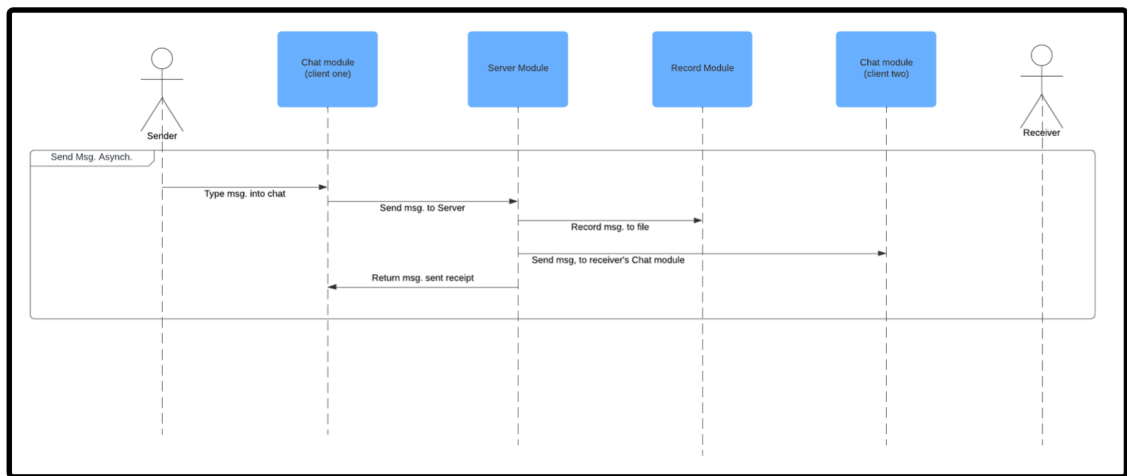 Chat module
(client one)
Server Module
Record Module
Chat module
(client two)
Sender
Receiver
Send Msg. Asynch.
Type msg. into chat
Send msg. to Server
Record msg. to file
Send msg, to receiver's Chat module
Return msg. sent receipt